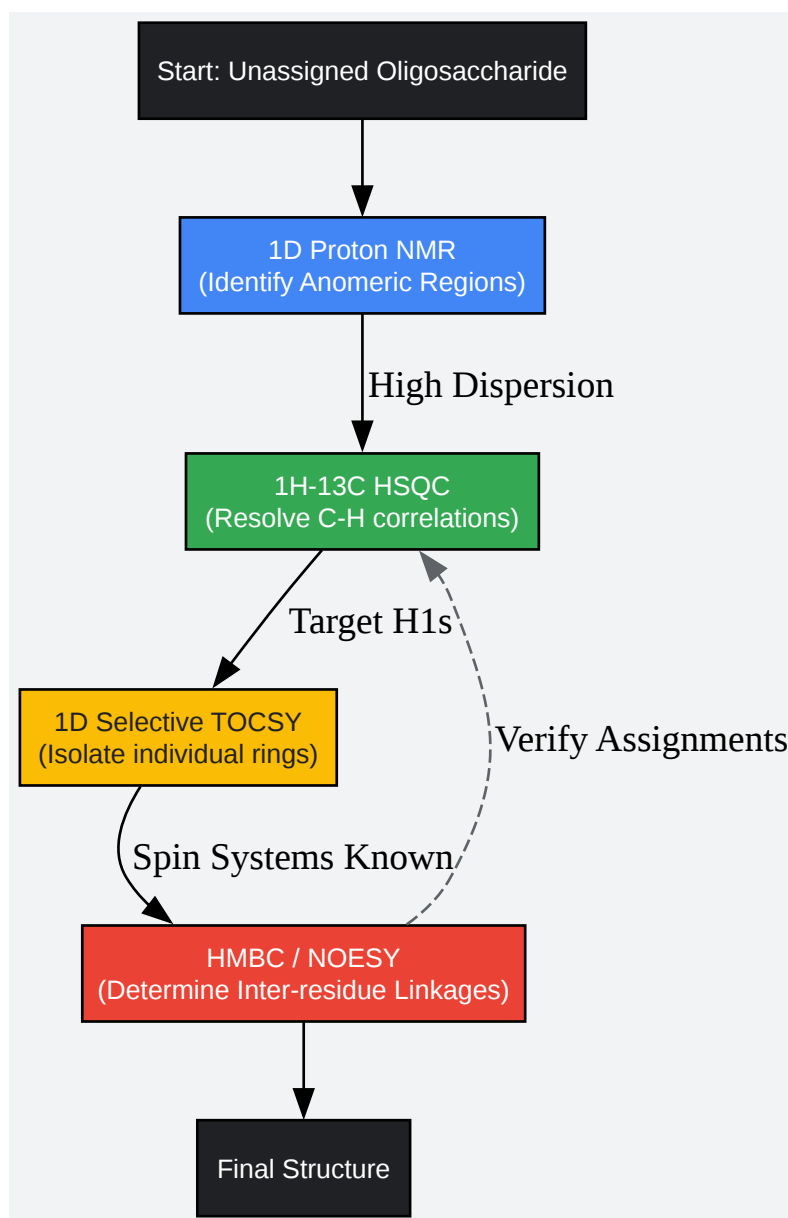 Start: Unassigned Oligosaccharide
1D Proton NMR
(Identify Anomeric Regions)
High Dispersion
1H-13C HSQC
(Resolve C-H correlations)
Target H1s
1D Selective TOCSY
(Isolate individual rings)
Verify Assignments
Spin Systems Known
HMBC / NOESY
(Determine Inter-residue Linkages)
Final Structure